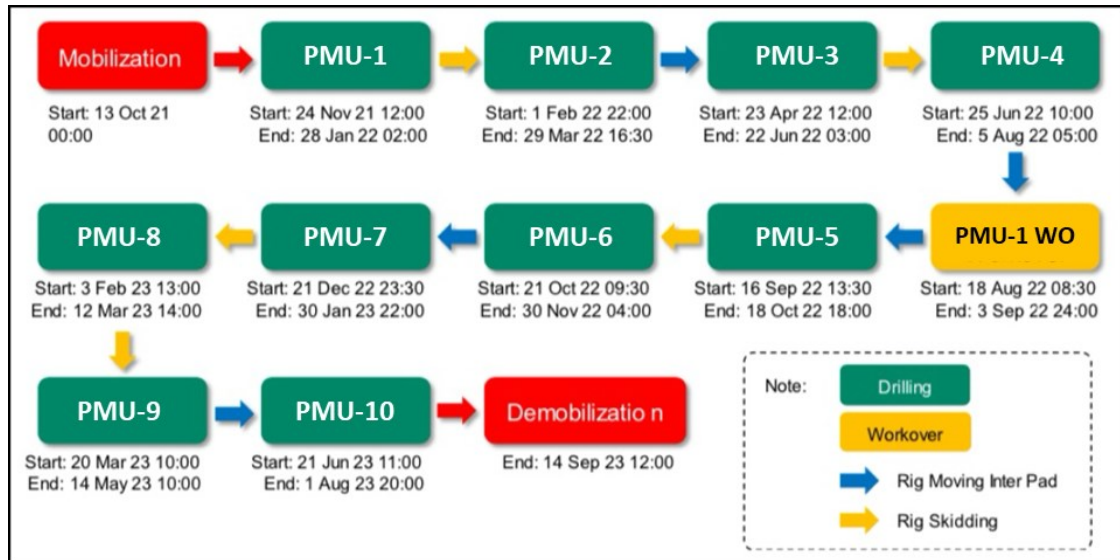 Mobilization
PMU-1
PMU-2
PMU-3
PMU-4
Start: 13 Oct 21
00:00
Start: 24 Nov 21 12:00
End: 28 Jan 22 02:00
Start: 1 Feb 22 22:00
End: 29 Mar 22 16:30
Start: 23 Apr 22 12:00
End: 22 Jun 22 03:00
Start: 25 Jun 22 10:00
End: 5 Aug 22 05:00
PMU-8
PMU-7
PMU-6
PMU-5
PMU-1 WO
Start: 3 Feb 23 13:00
End: 12 Mar 23 14:00
Start: 21 Dec 22 23:30
End: 30 Jan 23 22:00
Start: 21 Oct 22 09:30
End: 30 Nov 22 04:00
Start: 16 Sep 22 13:30
End: 18 Oct 22 18:00
Start: 18 Aug 22 08:30
End: 3 Sep 22 24:00
PMU-9
PMU-10
Demobilizatio n
Start: 20 Mar 23 10:00
End: 14 May 23 10:00
Start: 21 Jun 23 11:00
End: 1 Aug 23 20:00
End: 14 Sep 23 12:00
Note:
Drilling
Workover
Rig Moving Inter Pad
Rig Skidding